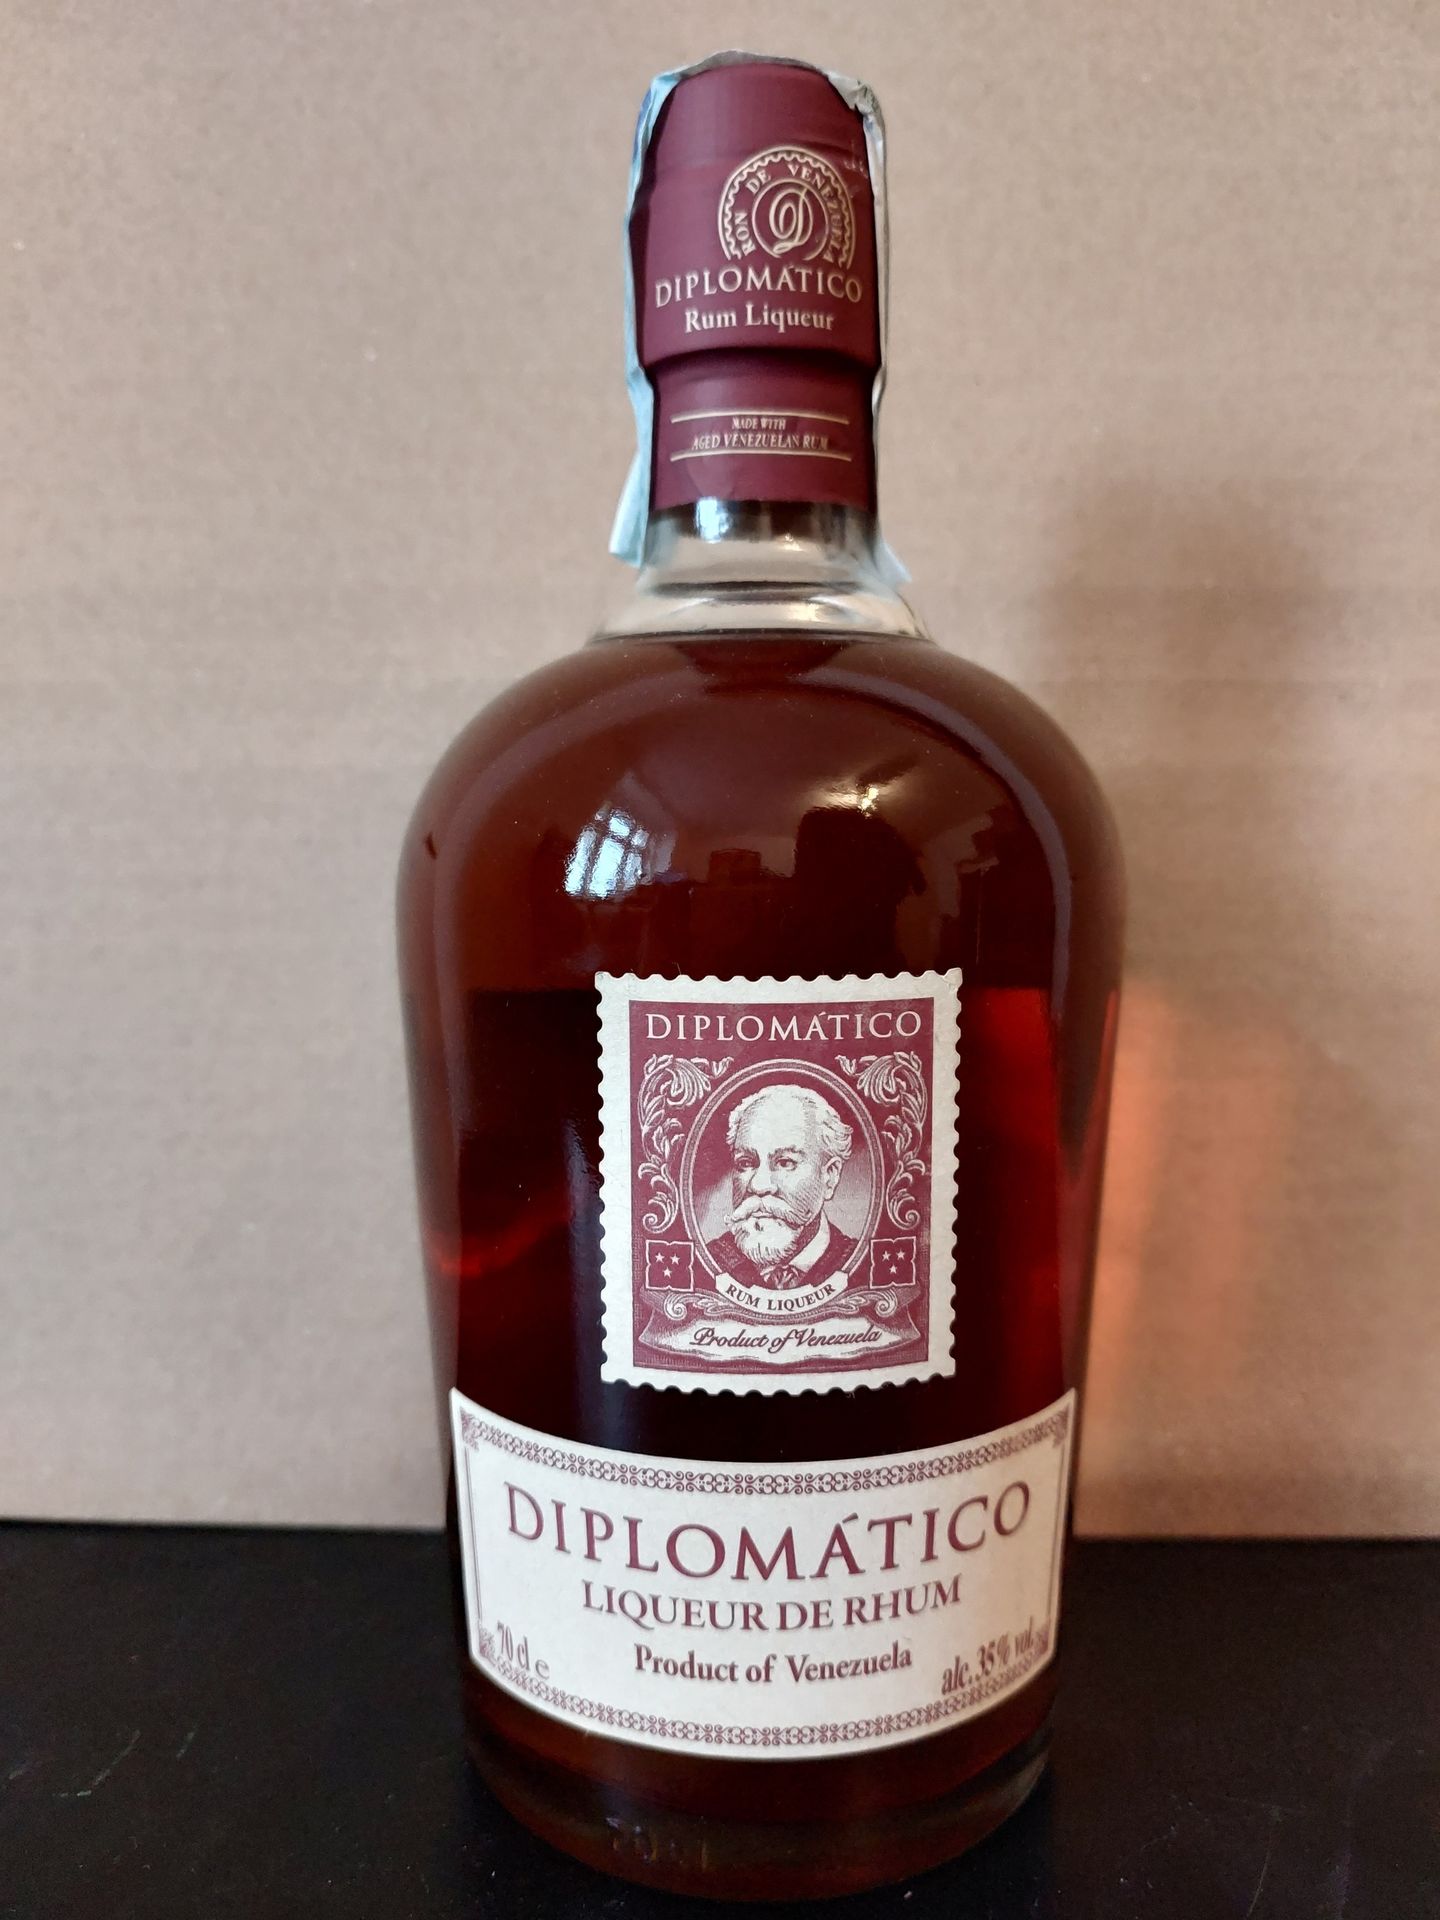 RON DE VENEZUELA
D
DIPLOMÁTICO
Rum Liqueur
MADE WITH
AGED VENEZUELAN RUM
DIPLOMÁTICO
RUM LIQUEUR
Product of Venezuela
DIPLOMÁTICO
LIQUEUR DE RHUM
70 cl e
Product of Venezuela
alc. 35% vol.